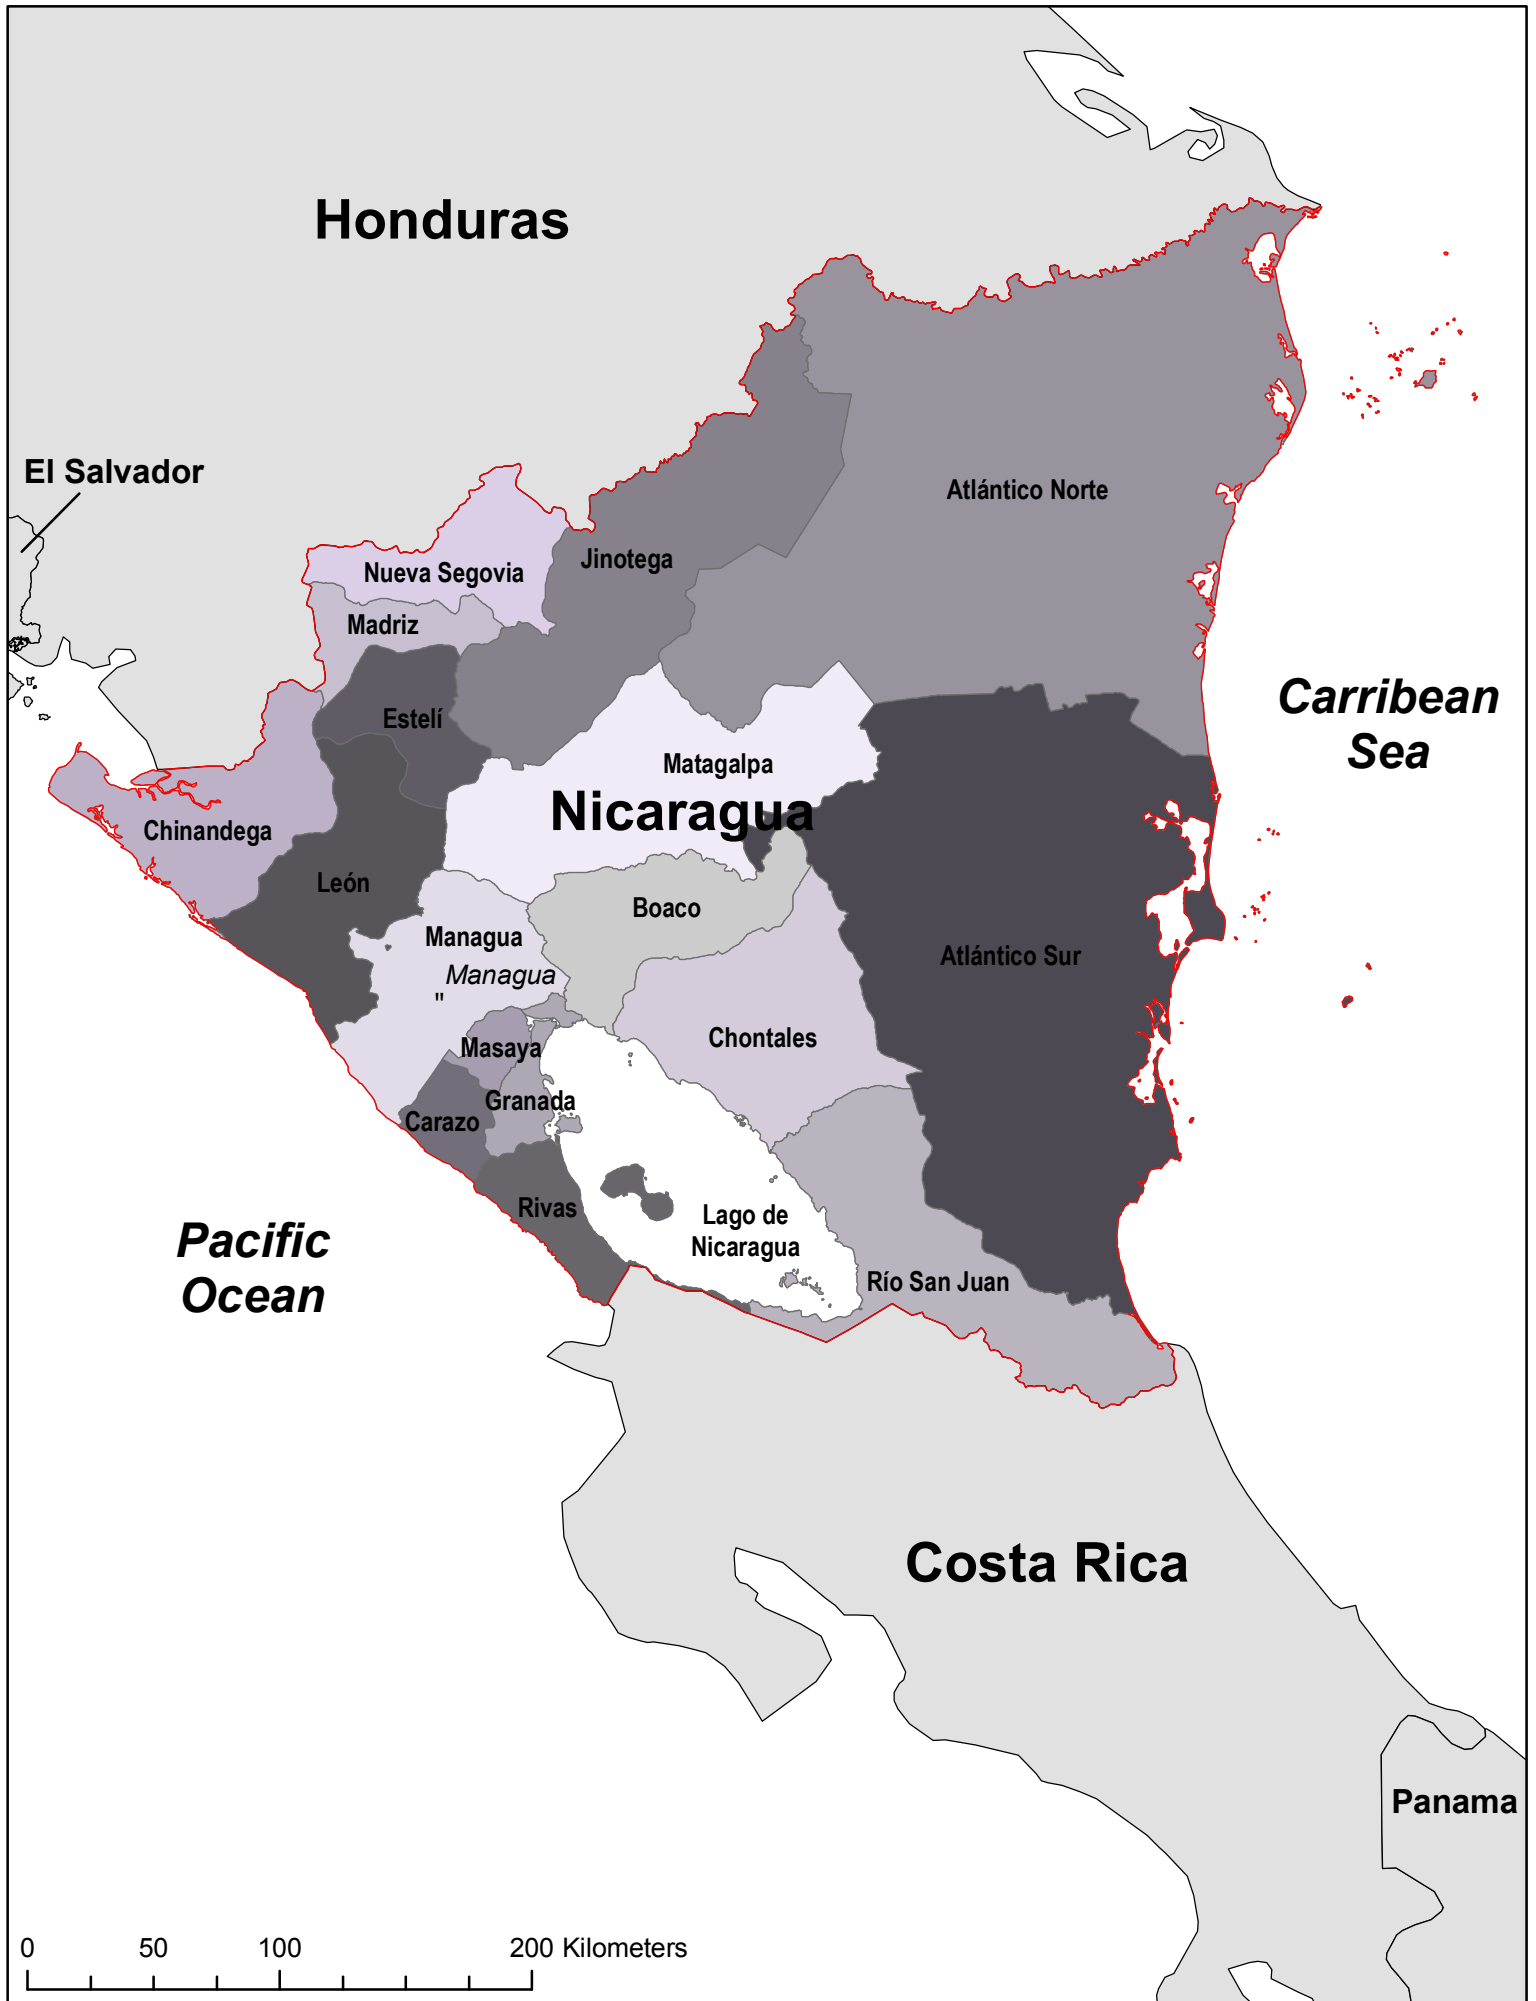 Honduras
El Salvador
Atlántico Norte
Jinotega
Nueva Segovia
Madriz
Carribean
Sea
Estelí
Matagalpa
Nicaragua
Chinandega
León
Boaco
Managua
Managua
"
Atlántico Sur
Chontales
Masaya
Granada
Carazo
Rivas
Lago de
Nicaragua
Pacific
Ocean
Río San Juan
Costa Rica
Panama
0 50 100 200 Kilometers